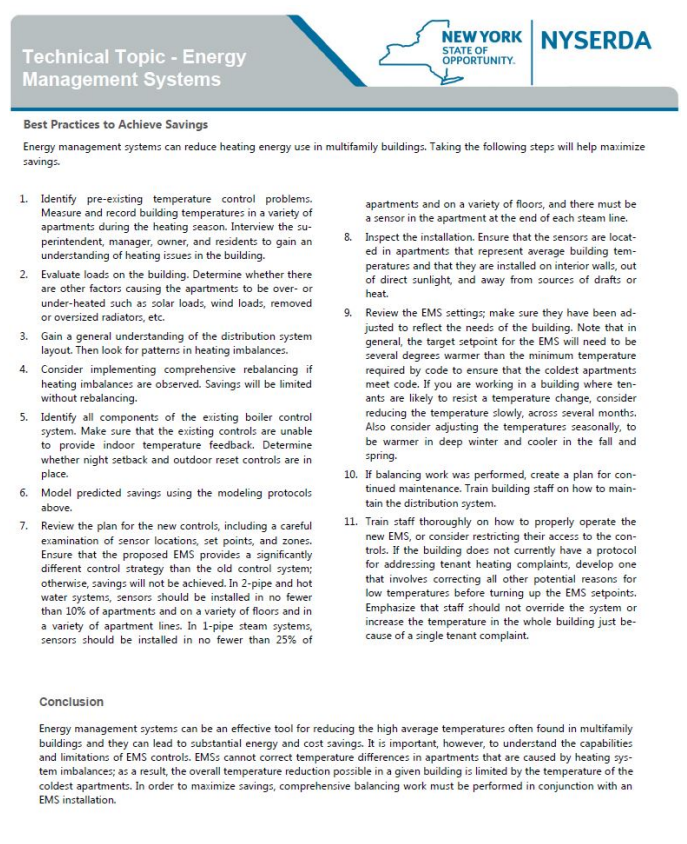 Technical Topic - Energy
Management Systems
NEW YORK
STATE OF
OPPORTUNITY.
NYSERDA
Best Practices to Achieve Savings
Energy management systems can reduce heating energy use in multifamily buildings. Taking the following steps will help maximize
savings.
1. Identify pre-existing temperature control problems.
Measure and record building temperatures in a variety of
apartments during the heating season. Interview the su-
perintendent, manager, owner, and residents to gain an
understanding of heating issues in the building.
2. Evaluate loads on the building. Determine whether there
are other factors causing the apartments to be over- or
under-heated such as solar loads, wind loads, removed
or oversized radiators, etc.
3. Gain a general understanding of the distribution system
layout. Then look for patterns in heating imbalances.
4. Consider implementing comprehensive rebalancing if
heating imbalances are observed. Savings will be limited
without rebalancing.
5. Identify all components of the existing boiler control
system. Make sure that the existing controls are unable
to provide indoor temperature feedback. Determine
whether night setback and outdoor reset controls are in
place.
6. Model predicted savings using the modeling protocols
above.
7. Review the plan for the new controls, including a careful
examination of sensor locations, set points, and zones.
Ensure that the proposed EMS provides a significantly
different control strategy than the old control system;
otherwise, savings will not be achieved. In 2-pipe and hot
water systems, sensors should be installed in no fewer
than 10% of apartments and on a variety of floors and in
a variety of apartment lines. In 1-pipe steam systems,
sensors should be installed in no fewer than 25% of
apartments and on a variety of floors, and there must be
a sensor in the apartment at the end of each steam line.
8. Inspect the installation. Ensure that the sensors are locat-
ed in apartments that represent average building tem-
peratures and that they are installed on interior walls, out
of direct sunlight, and away from sources of drafts or
heat.
9. Review the EMS settings; make sure they have been ad-
justed to reflect the needs of the building. Note that in
general, the target setpoint for the EMS will need to be
several degrees warmer than the minimum temperature
required by code to ensure that the coldest apartments
meet code. If you are working in a building where ten-
ants are likely to resist a temperature change, consider
reducing the temperature slowly, across several months.
Also consider adjusting the temperatures seasonally, to
be warmer in deep winter and cooler in the fall and
spring.
10. If balancing work was performed, create a plan for con-
tinued maintenance. Train building staff on how to main-
tain the distribution system.
11. Train staff thoroughly on how to properly operate the
new EMS, or consider restricting their access to the con-
trols. If the building does not currently have a protocol
for addressing tenant heating complaints, develop one
that involves correcting all other potential reasons for
low temperatures before turning up the EMS setpoints.
Emphasize that staff should not override the system or
increase the temperature in the whole building just be-
cause of a single tenant complaint.
Conclusion
Energy management systems can be an effective tool for reducing the high average temperatures often found in multifamily
buildings and they can lead to substantial energy and cost savings. It is important, however, to understand the capabilities
and limitations of EMS controls. EMSs cannot correct temperature differences in apartments that are caused by heating sys-
tem imbalances; as a result, the overall temperature reduction possible in a given building is limited by the temperature of the
coldest apartments. In order to maximize savings, comprehensive balancing work must be performed in conjunction with an
EMS installation.